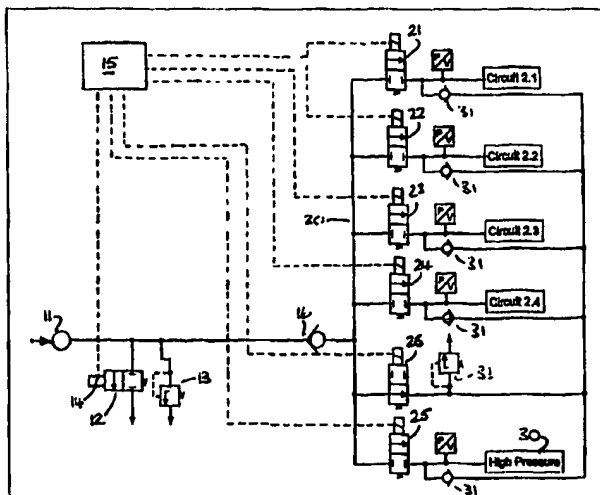 21
P/V
15
Circuit 2.1
31
22
P/V
Circuit 2.2
31
23
P/V
201
Circuit 2.3
31
24
P/V
11
16
Circuit 2.4
31
26
13
31
14
12
25
P/V
30
High Pressure
31